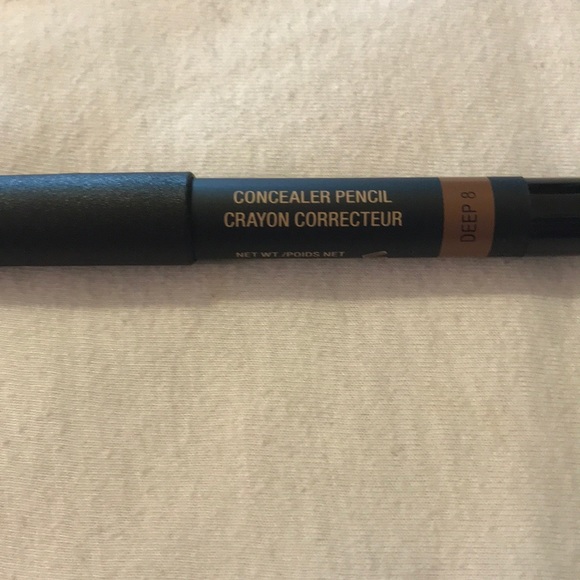 CONCEALER PENCIL
CRAYON CORRECTEUR
NET WT./POIDS NET
DEEP 8